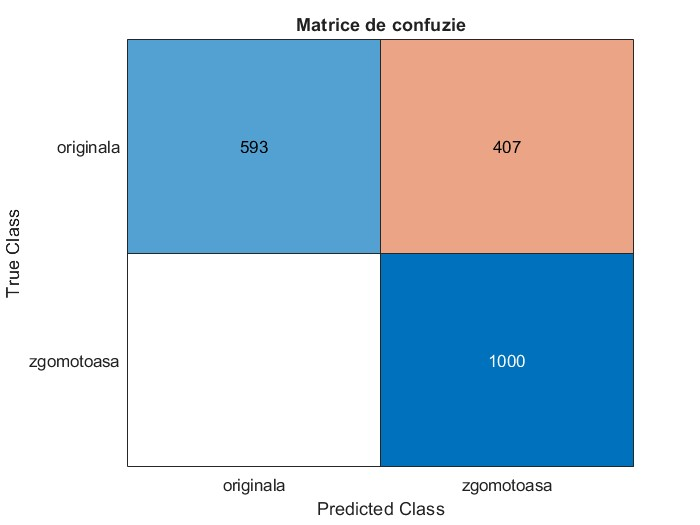 Matrice de confuzie
originala
593
407
True Class
zgomotoasa
1000
originala
zgomotoasa
Predicted Class